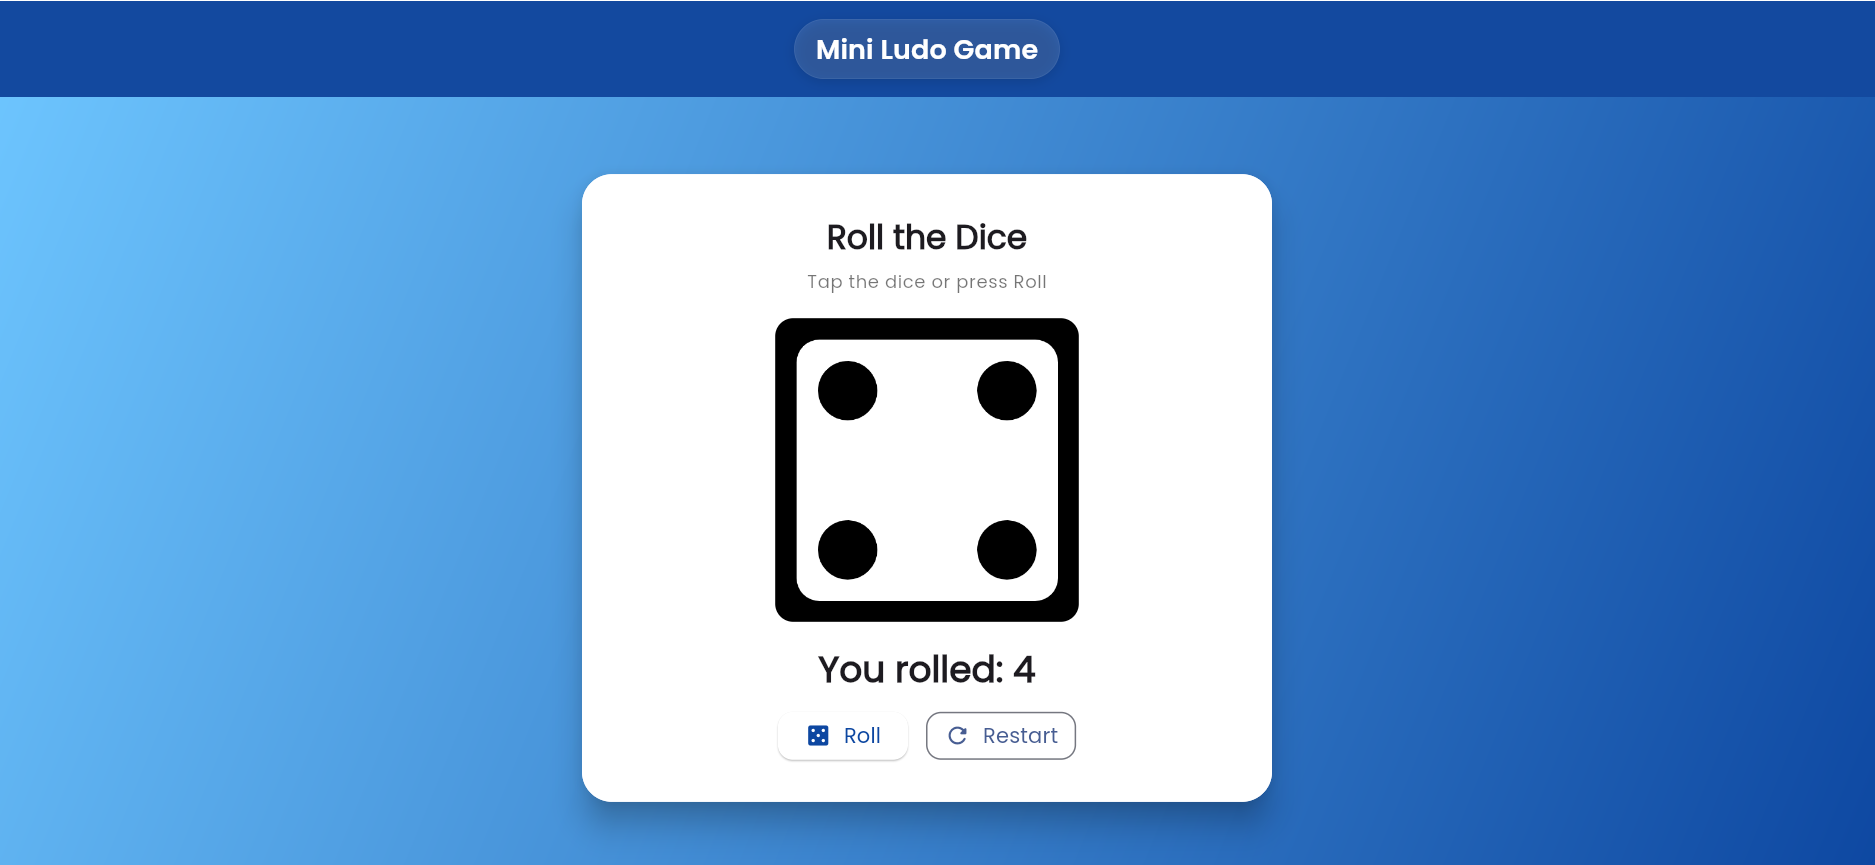 Mini Ludo Game
Roll the Dice
Tap the dice or press Roll
You rolled: 4
Roll
Restart